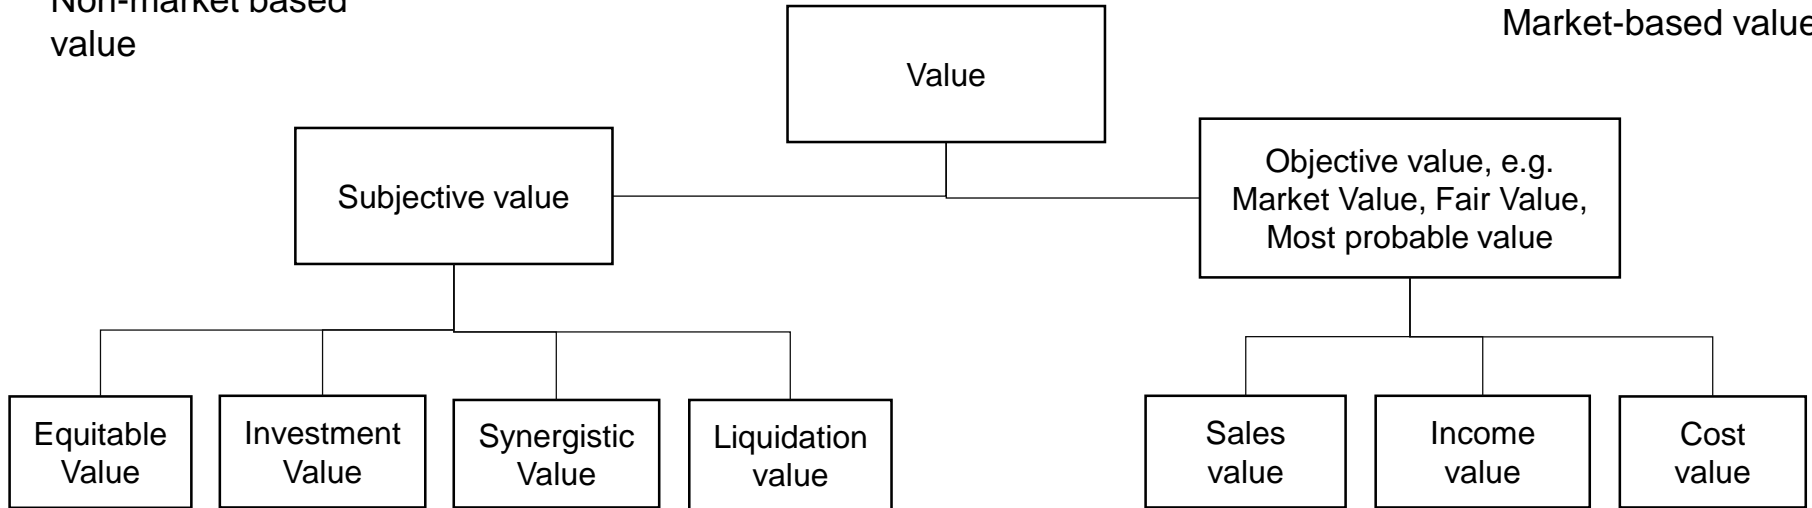 Non-market based
value
Market-based value
Value
Subjective value
Objective value, e.g.
Market Value, Fair Value,
Most probable value
Equitable
Value
Investment
Value
Synergistic
Value
Liquidation
value
Sales
value
Income
value
Cost
value